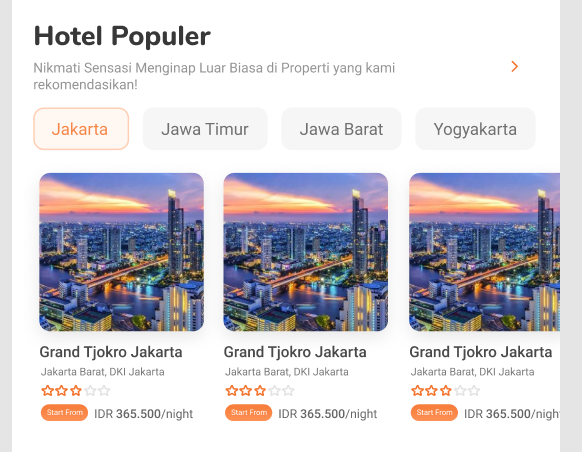 Hotel Populer
Nikmati Sensasi Menginap Luar Biasa di Properti yang kami
rekomendasikan!
Jakarta
Jawa Timur
Jawa Barat
Yogyakarta
Grand Tjokro Jakarta
Jakarta Barat, DKI Jakarta
Start From IDR 365.500/night
Grand Tjokro Jakarta
Jakarta Barat, DKI Jakarta
Start From IDR 365.500/night
Grand Tjokro Jakarta
Jakarta Barat, DKI Jakarta
Start From IDR 365.500/nigh